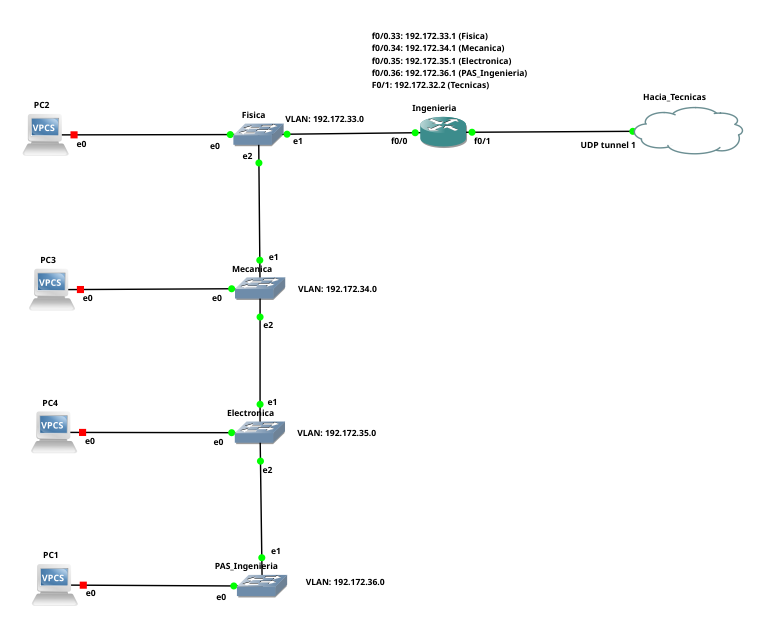 f0/0.33: 192.172.33.1 (Fisica)
f0/0.34: 192.172.34.1 (Mecanica)
f0/0.35: 192.172.35.1 (Electronica)
f0/0.36: 192.172.36.1 (PAS_Ingenieria)
F0/1: 192.172.32.2 (Tecnicas)
Hacia_Tecnicas
PC2
Fisica
VLAN: 192.172.33.0
Ingenieria
VPCS
e0
e0
e1
f0/0
f0/1
UDP tunnel 1
e2
PC3
e1
Mecanica
VPCS
e0
e0
VLAN: 192.172.34.0
e2
PC4
e1
Electronica
VPCS
e0
e0
VLAN: 192.172.35.0
e2
PC1
e1
PAS_Ingenieria
VPCS
e0
e0
VLAN: 192.172.36.0